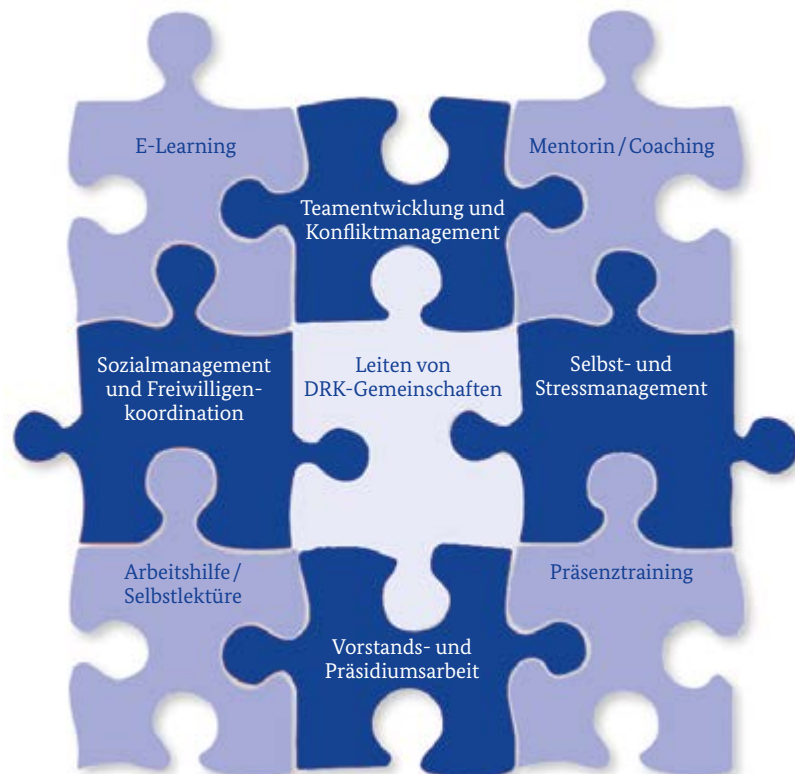 E-Learning
Mentorin / Coaching
Teamentwicklung und
Konfliktmanagement
Sozialmanagement
und Freiwilligen-
koordination
Leiten von
DRK-Gemeinschaften
Selbst- und
Stressmanagement
Arbeitshilfe /
Selbstlektüre
Präsenztraining
Vorstands- und
Präsidiumsarbeit